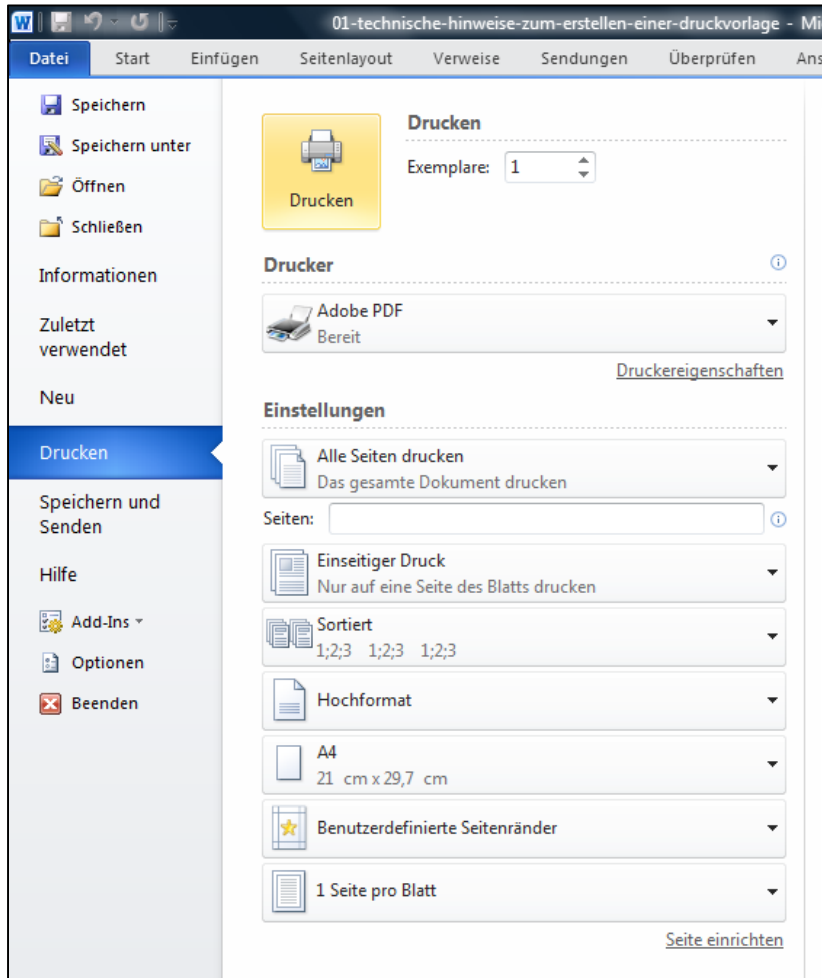 W
01-technische-hinweise-zum-erstellen-einer-druckvorlage - Mi
Datei Start Einfügen Seitenlayout Verweise Sendungen Überprüfen Ans
Speichern
Speichern unter
Öffnen
Schließen
Informationen
Zuletzt
verwendet
Neu
Drucken
Speichern und
Senden
Hilfe
Add-Ins
Optionen
Beenden
Drucken
Drucken
Exemplare: 1
Drucker
Adobe PDF
Bereit
Druckereigenschaften
Einstellungen
Alle Seiten drucken
Das gesamte Dokument drucken
Seiten:
Einseitiger Druck
Nur auf eine Seite des Blatts drucken
Sortiert
1;2;3 1;2;3 1;2;3
Hochformat
A4
21 cm x 29,7 cm
Benutzerdefinierte Seitenränder
1 Seite pro Blatt
Seite einrichten